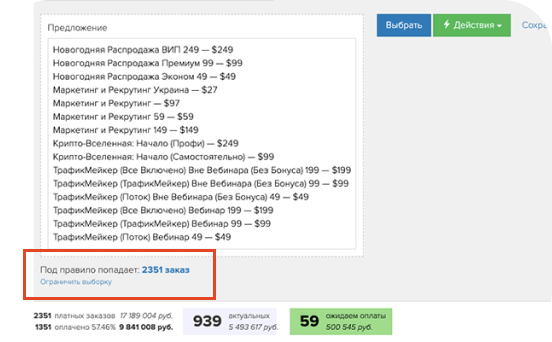 Предложение
Выбрать
Действия
Новогодняя Распродажа ВИП 249 — $249
Новогодняя Распродажа Премиум 99 — $99
Новогодняя Распродажа Эконом 49 — $49
Маркетинг и Рекрутинг Украина — $27
Маркетинг и Рекрутинг — $97
Маркетинг и Рекрутинг 59 — $59
Маркетинг и Рекрутинг 149 — $149
Крипто-Вселенная: Начало (Профи) — $249
Крипто-Вселенная: Начало (Самостоятельно) — $99
ТрафикМейкер (Все Включено) Вне Вебинара (Без Бонуса) 199 — $199
ТрафикМейкер (ТрафикМейкер) Вне Вебинара (Без Бонуса) 99 — $99
ТрафикМейкер (Поток) Вне Вебинара (Без Бонуса) 49 — $49
ТрафикМейкер (Все Включено) Вебинар 199 — $199
ТрафикМейкер (ТрафикМейкер) Вебинар 99 — $99
ТрафикМейкер (Поток) Вебинар 49 — $49
Под правило попадает: 2351 заказ
Ограничить выборку
2351 платных заказов 17 189 004 руб.
1351 оплачено 57.46% 9 841 008 руб.
939 актуальных
5 493 617 руб.
59 ожидаем оплаты
500 545 руб.